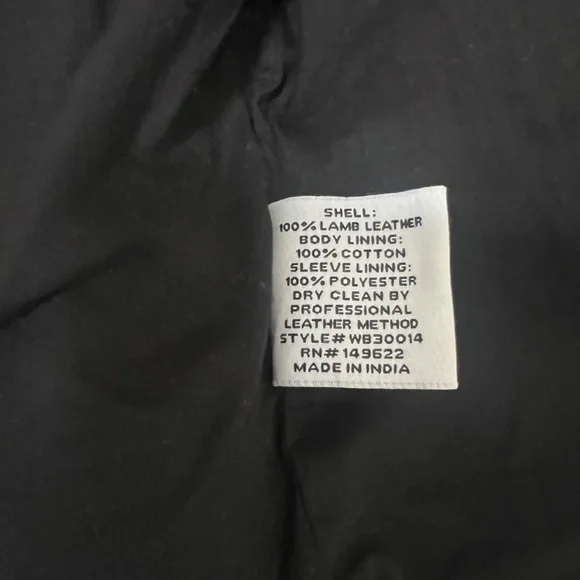 SHELL:
100% LAMB LEATHER
BODY LINING:
100% COTTON
SLEEVE LINING:
100% POLYESTER
DRY CLEAN BY
PROFESSIONAL
LEATHER METHOD
STYLE# WB30014
RN# 149622
MADE IN INDIA